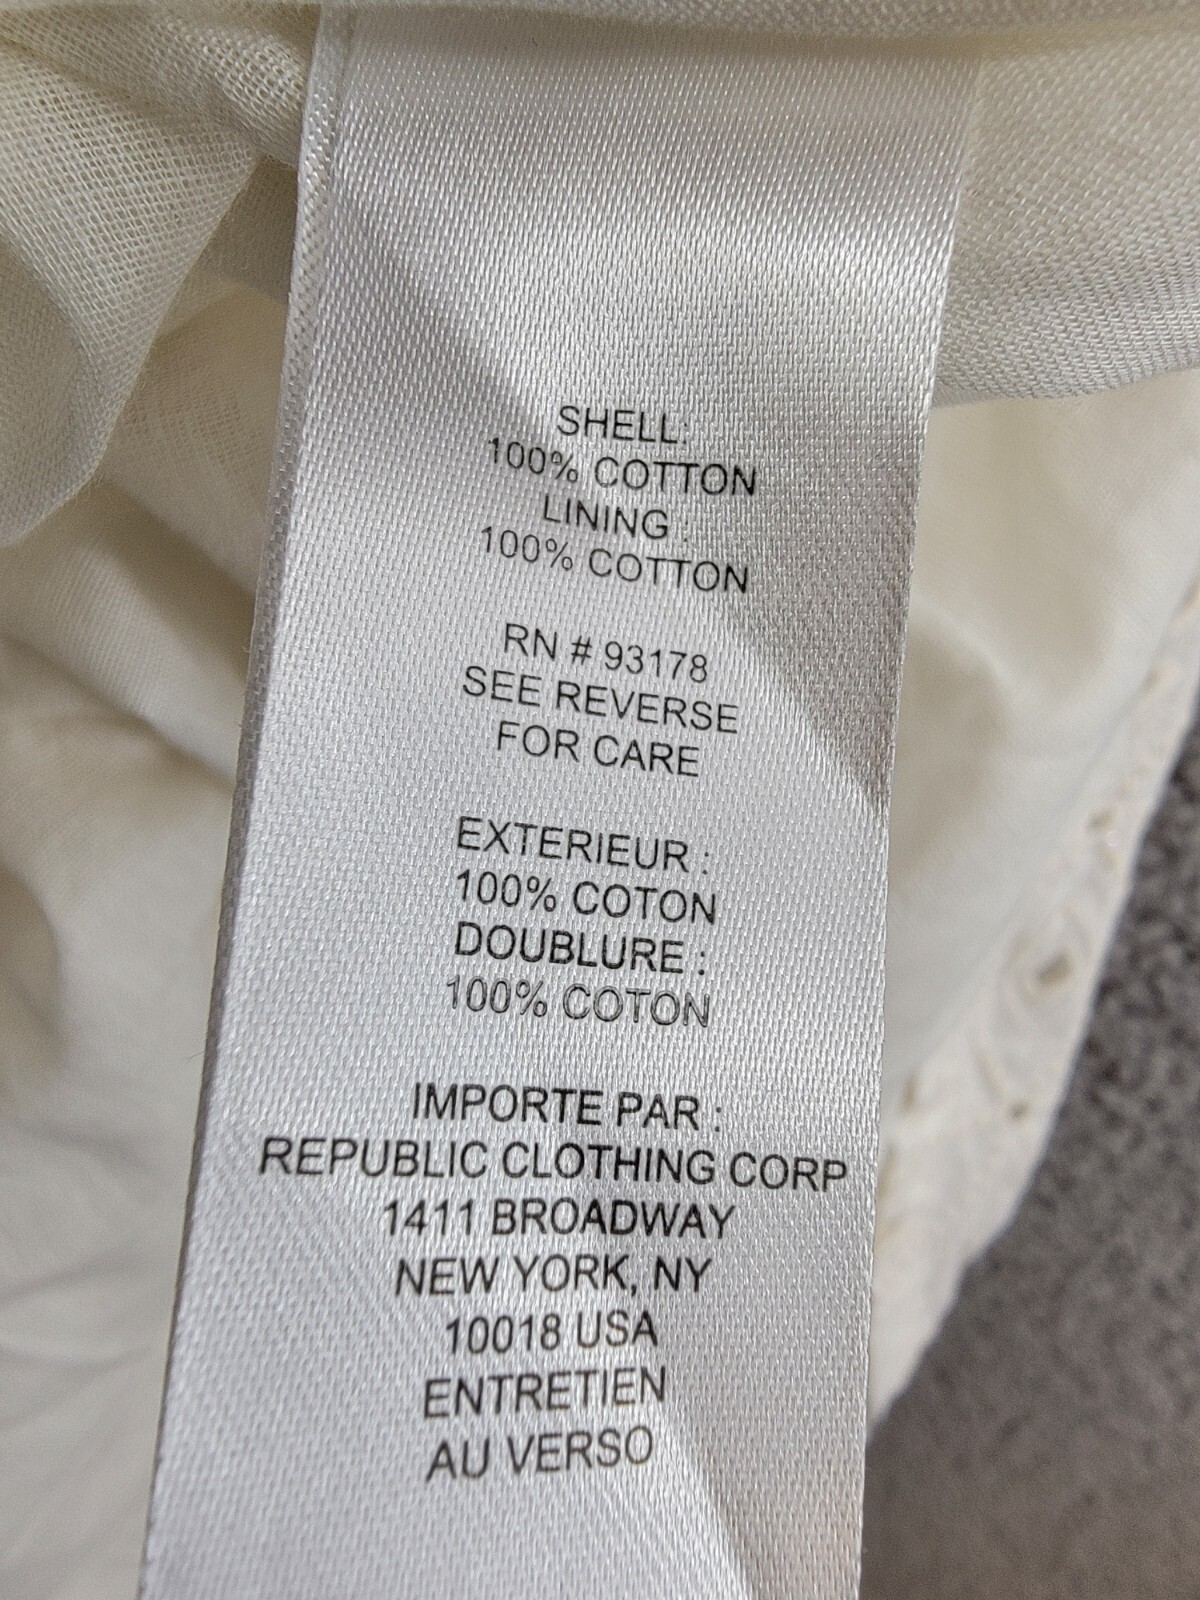 SHELL:
100% COTTON
LINING :
100% COTTON
RN # 93178
SEE REVERSE
FOR CARE
EXTERIEUR :
100% COTON
DOUBLURE :
100% COTON
IMPORTE PAR :
REPUBLIC CLOTHING CORP
1411 BROADWAY
NEW YORK, NY
10018 USA
ENTRETIEN
AU VERSO